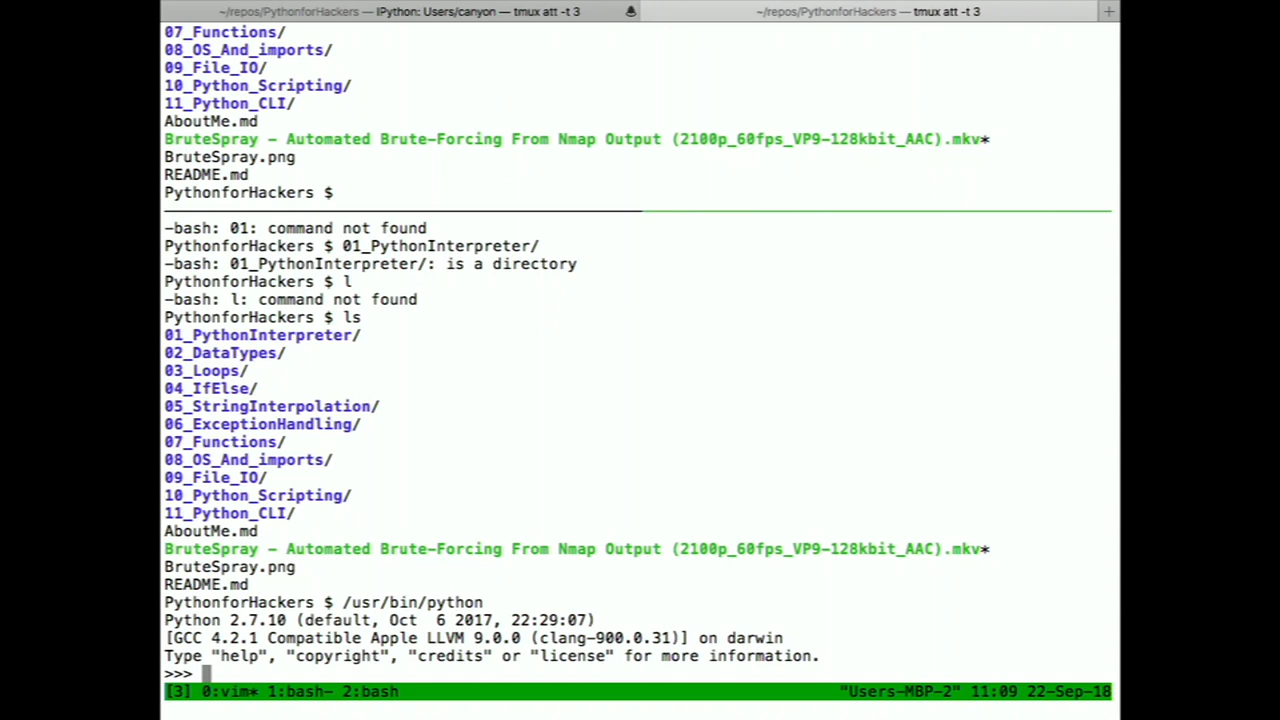 ~/repos/PythonforHackers — IPython: Users/canyon — tmux att -t 3
~/repos/PythonforHackers — tmux att -t 3
07_Functions/
08_OS_And_imports/
09_File_IO/
10_Python_Scripting/
11_Python_CLI/
AboutMe.md
BruteSpray - Automated Brute-Forcing From Nmap Output (2100p_60fps_VP9-128kbit_AAC).mkv*
BruteSpray.png
README.md
PythonforHackers $
-bash: 01: command not found
PythonforHackers $ 01_PythonInterpreter/
-bash: 01_PythonInterpreter/: is a directory
PythonforHackers $ l
-bash: l: command not found
PythonforHackers $ ls
01_PythonInterpreter/
02_DataTypes/
03_Loops/
04_IfElse/
05_StringInterpolation/
06_ExceptionHandling/
07_Functions/
08_OS_And_imports/
09_File_IO/
10_Python_Scripting/
11_Python_CLI/
AboutMe.md
BruteSpray - Automated Brute-Forcing From Nmap Output (2100p_60fps_VP9-128kbit_AAC).mkv*
BruteSpray.png
README.md
PythonforHackers $ /usr/bin/python
Python 2.7.10 (default, Oct  6 2017, 22:29:07)
[GCC 4.2.1 Compatible Apple LLVM 9.0.0 (clang-900.0.31)] on darwin
Type "help", "copyright", "credits" or "license" for more information.
>>>
[3] 0:vim* 1:bash- 2:bash "Users-MBP-2" 11:09 22-Sep-18